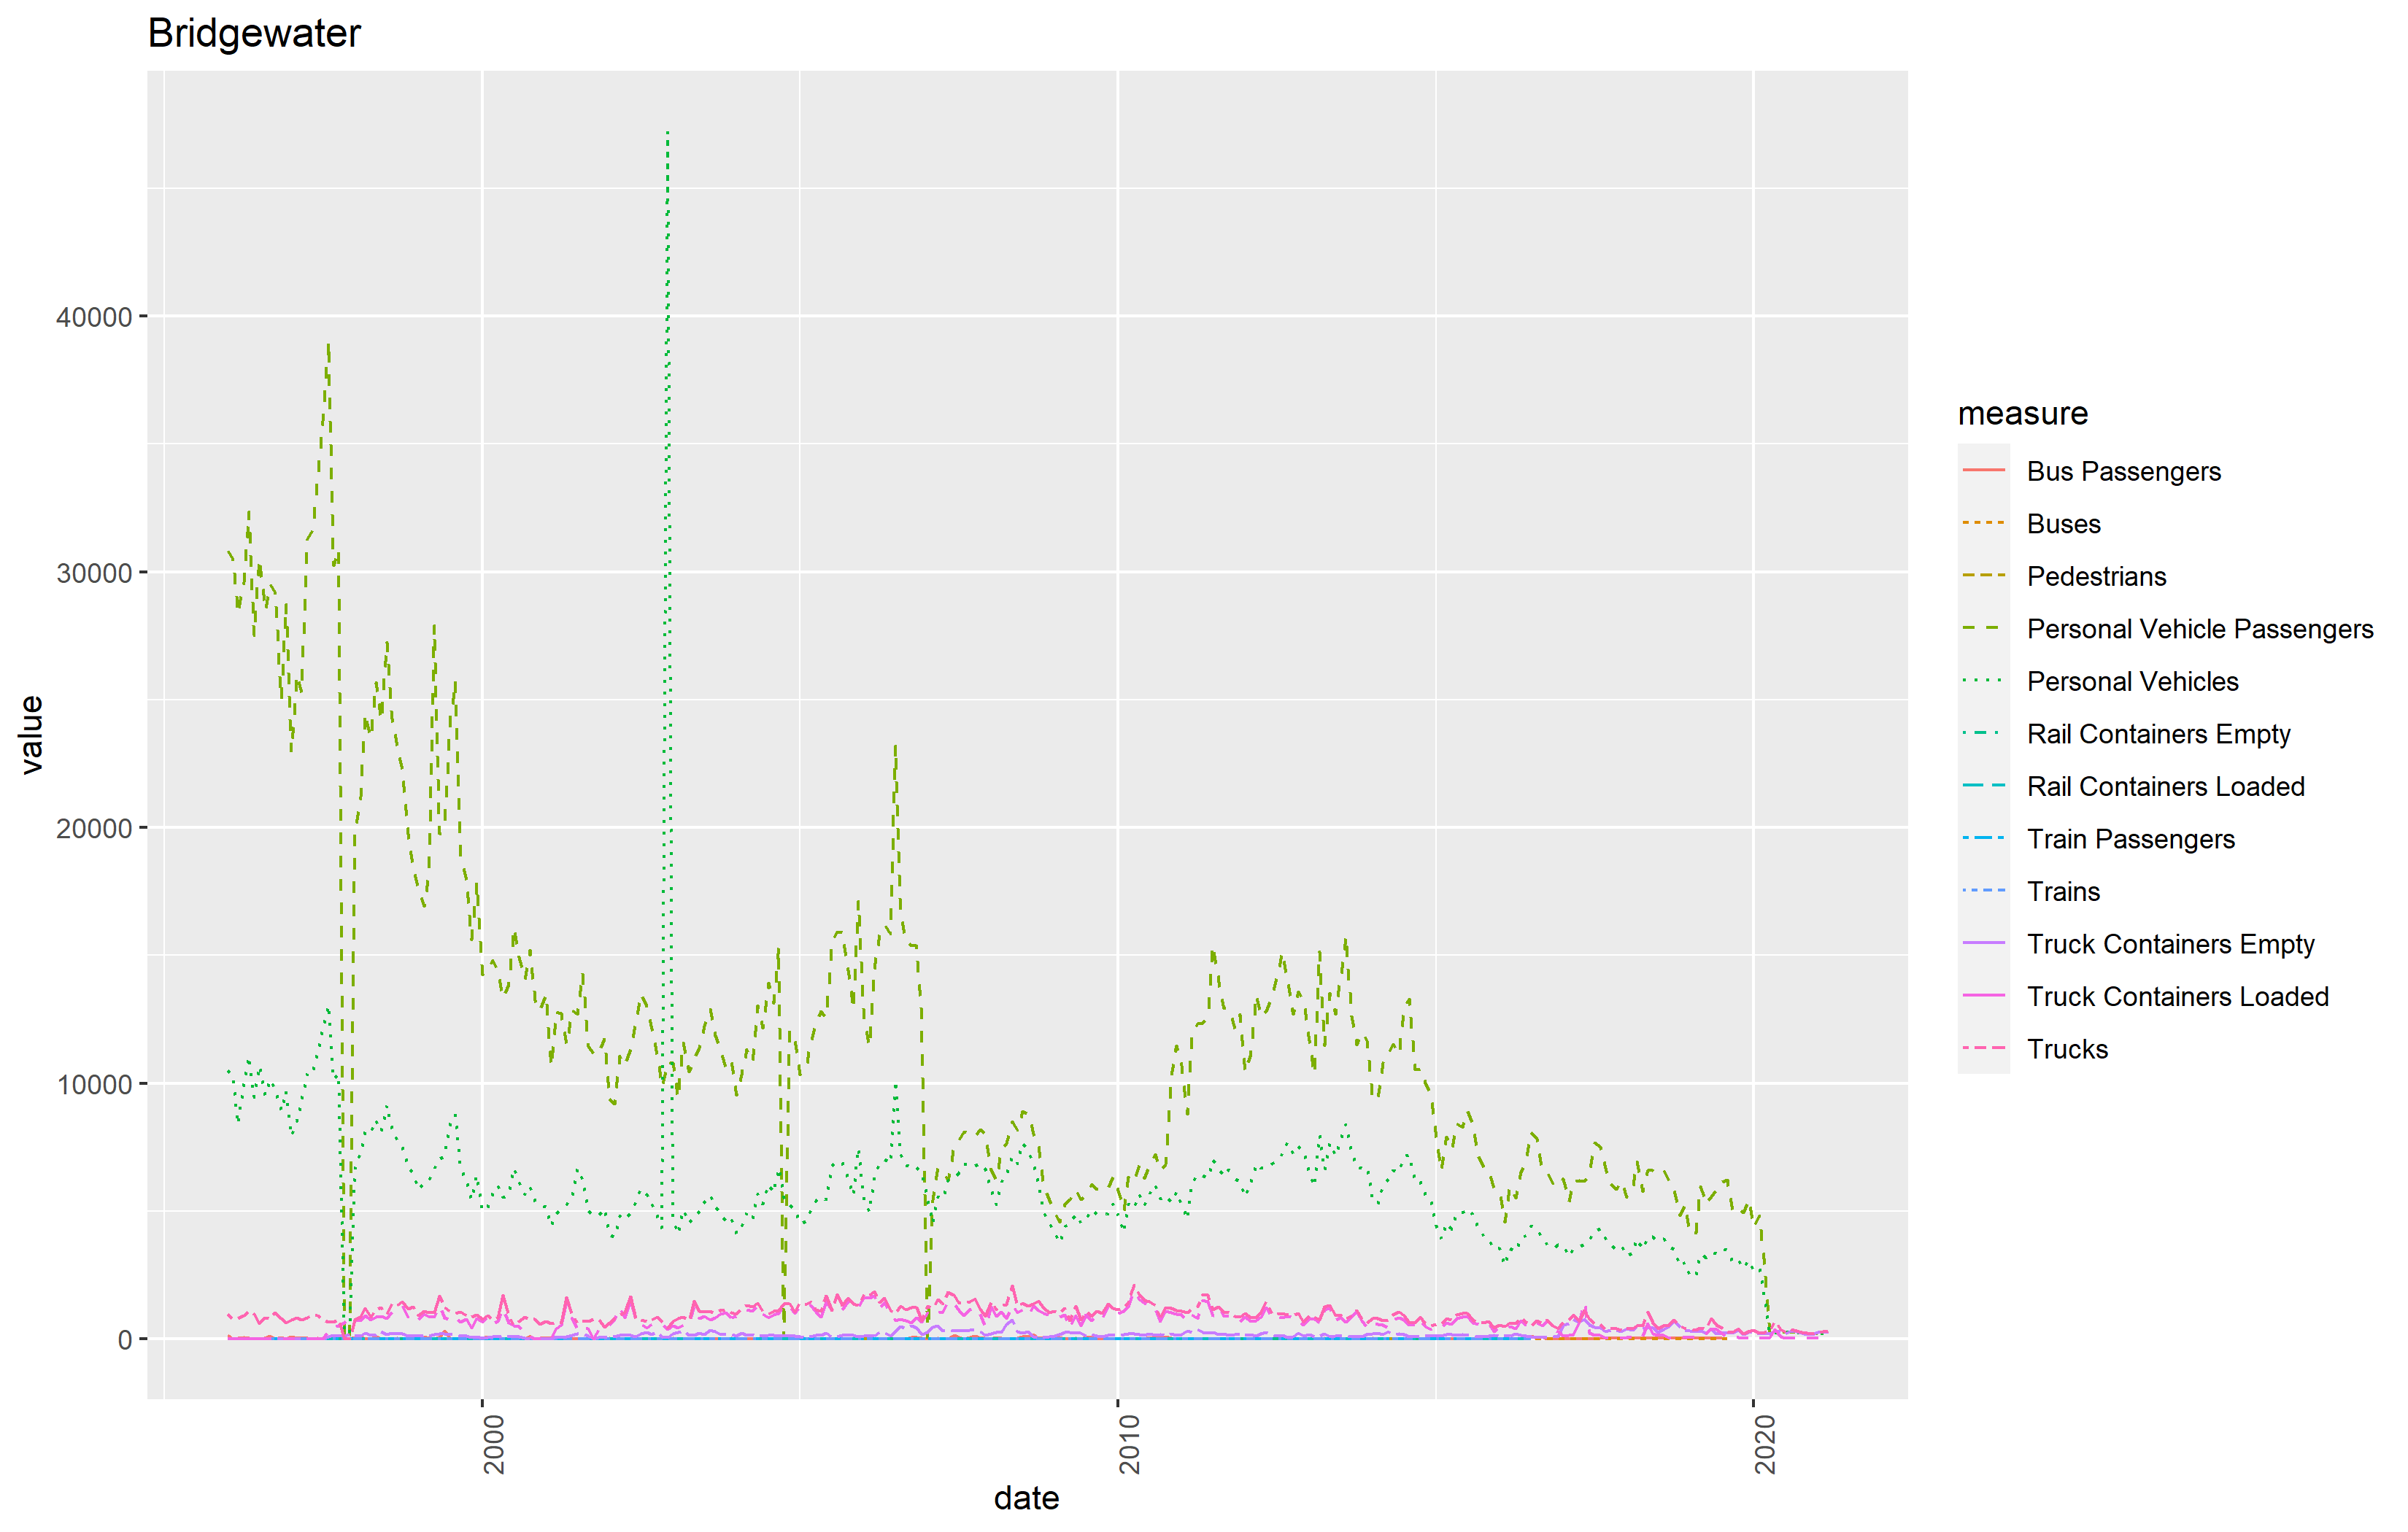 Bridgewater
value
40000
30000
20000
10000
0
2000
2010
2020
date
measure
Bus Passengers
Buses
Pedestrians
Personal Vehicle Passengers
Personal Vehicles
Rail Containers Empty
Rail Containers Loaded
Train Passengers
Trains
Truck Containers Empty
Truck Containers Loaded
Trucks